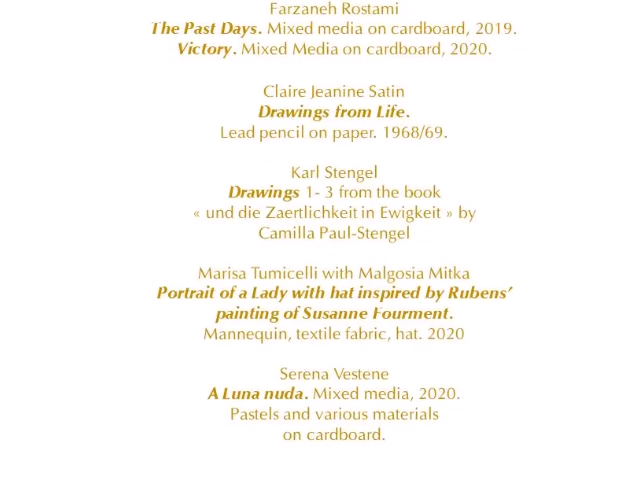 Farzaneh Rostami
The Past Days. Mixed media on cardboard, 2019.
Victory. Mixed Media on cardboard, 2020.
Claire Jeanine Satin
Drawings from Life.
Lead pencil on paper. 1968/69.
Karl Stengel
Drawings 1- 3 from the book
« und die Zaertlichkeit in Ewigkeit » by
Camilla Paul-Stengel
Marisa Tumicelli with Malgosia Mitka
Portrait of a Lady with hat inspired by Rubens’
painting of Susanne Fourment.
Mannequin, textile fabric, hat. 2020
Serena Vestene
A Luna nuda. Mixed media, 2020.
Pastels and various materials
on cardboard.